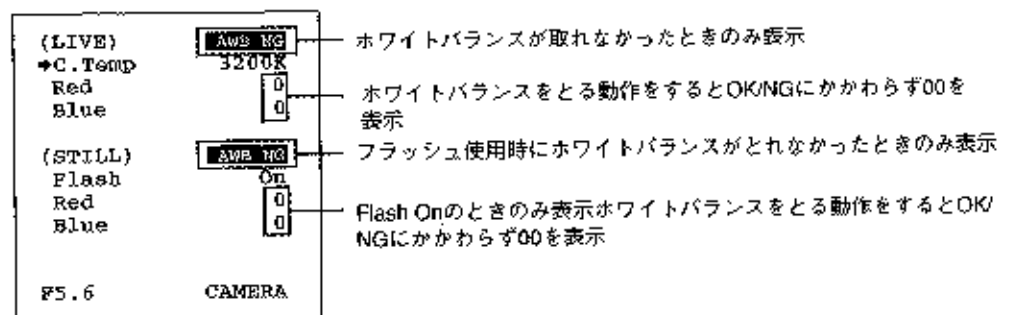 (LIVE) AWB NG
➔C.Temp 3200K
Red 0
Blue 0
(STILL) AWB NG
Flash On
Red 0
Blue 0
F5.6 CAMERA
ホワイトバランスが取れなかったときのみ表示
ホワイトバランスをとる動作をするとOK/NGにかかわらず00を
表示
フラッシュ使用時にホワイトバランスがとれなかったときのみ表示
Flash Onのときのみ表示ホワイトバランスをとる動作をするとOK/
NGにかかわらず00を表示